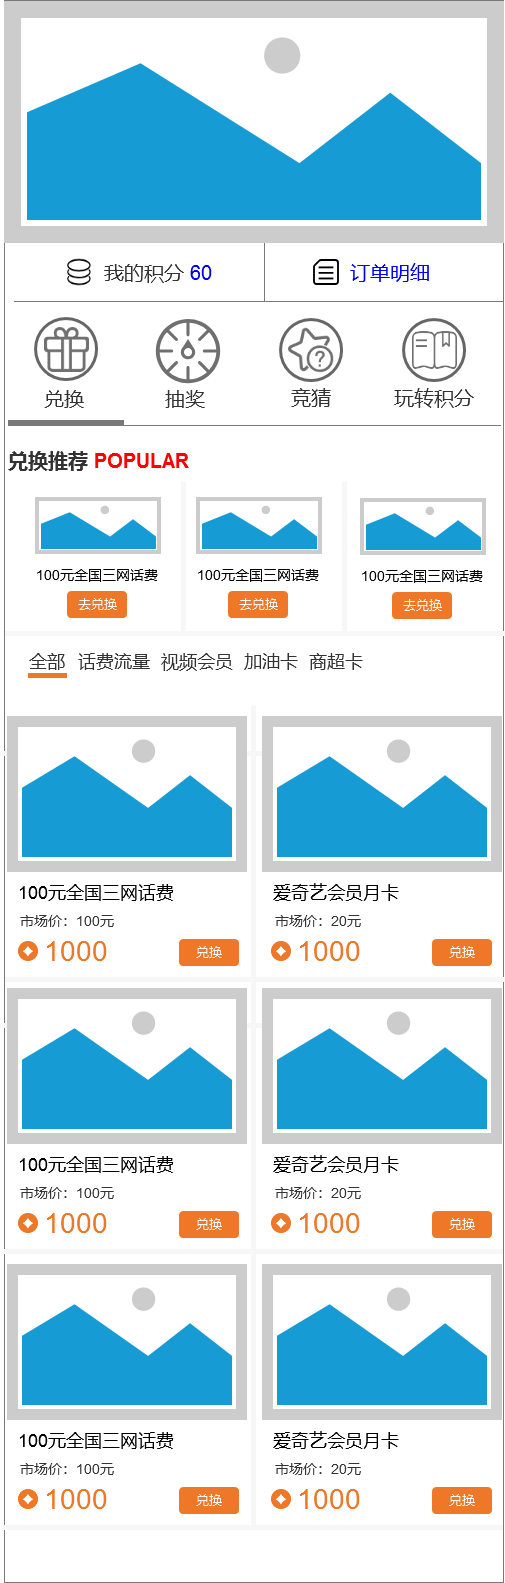 我的积分 60
订单明细
兑换
抽奖
竞猜
玩转积分
兑换推荐 POPULAR
100元全国三网话费
100元全国三网话费
100元全国三网话费
去兑换
去兑换
去兑换
全部 话费流量 视频会员 加油卡 商超卡
100元全国三网话费
市场价：100元
1000 兑换
爱奇艺会员月卡
市场价：20元
1000 兑换
100元全国三网话费
市场价：100元
1000 兑换
爱奇艺会员月卡
市场价：20元
1000 兑换
100元全国三网话费
市场价：100元
1000 兑换
爱奇艺会员月卡
市场价：20元
1000 兑换